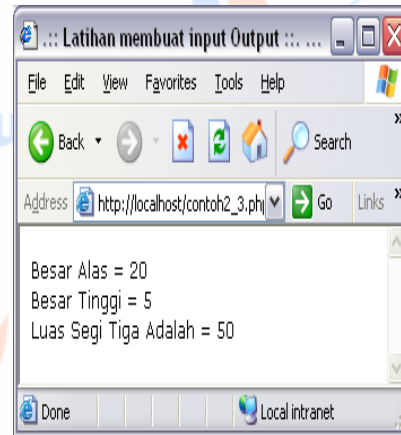 .:: Latihan membuat input Output ::. ...
File Edit View Favorites Tools Help
Back Search »
Address http://localhost/contoh2_3.php Go Links »
Besar Alas = 20
Besar Tinggi = 5
Luas Segi Tiga Adalah = 50
Done Local intranet